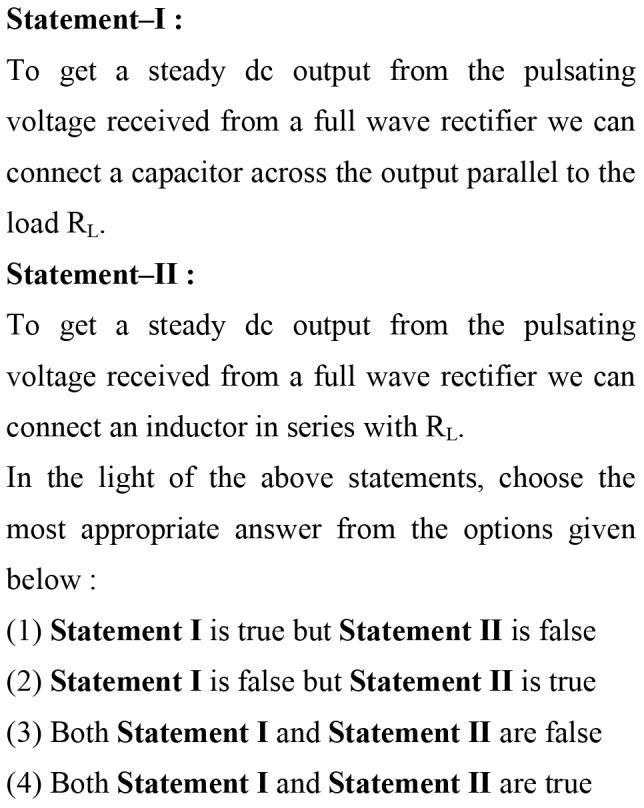 Statement–I :
To get a steady dc output from the pulsating
voltage received from a full wave rectifier we can
connect a capacitor across the output parallel to the
load R_L.
Statement–II :
To get a steady dc output from the pulsating
voltage received from a full wave rectifier we can
connect an inductor in series with R_L.
In the light of the above statements, choose the
most appropriate answer from the options given
below :
(1) Statement I is true but Statement II is false
(2) Statement I is false but Statement II is true
(3) Both Statement I and Statement II are false
(4) Both Statement I and Statement II are true